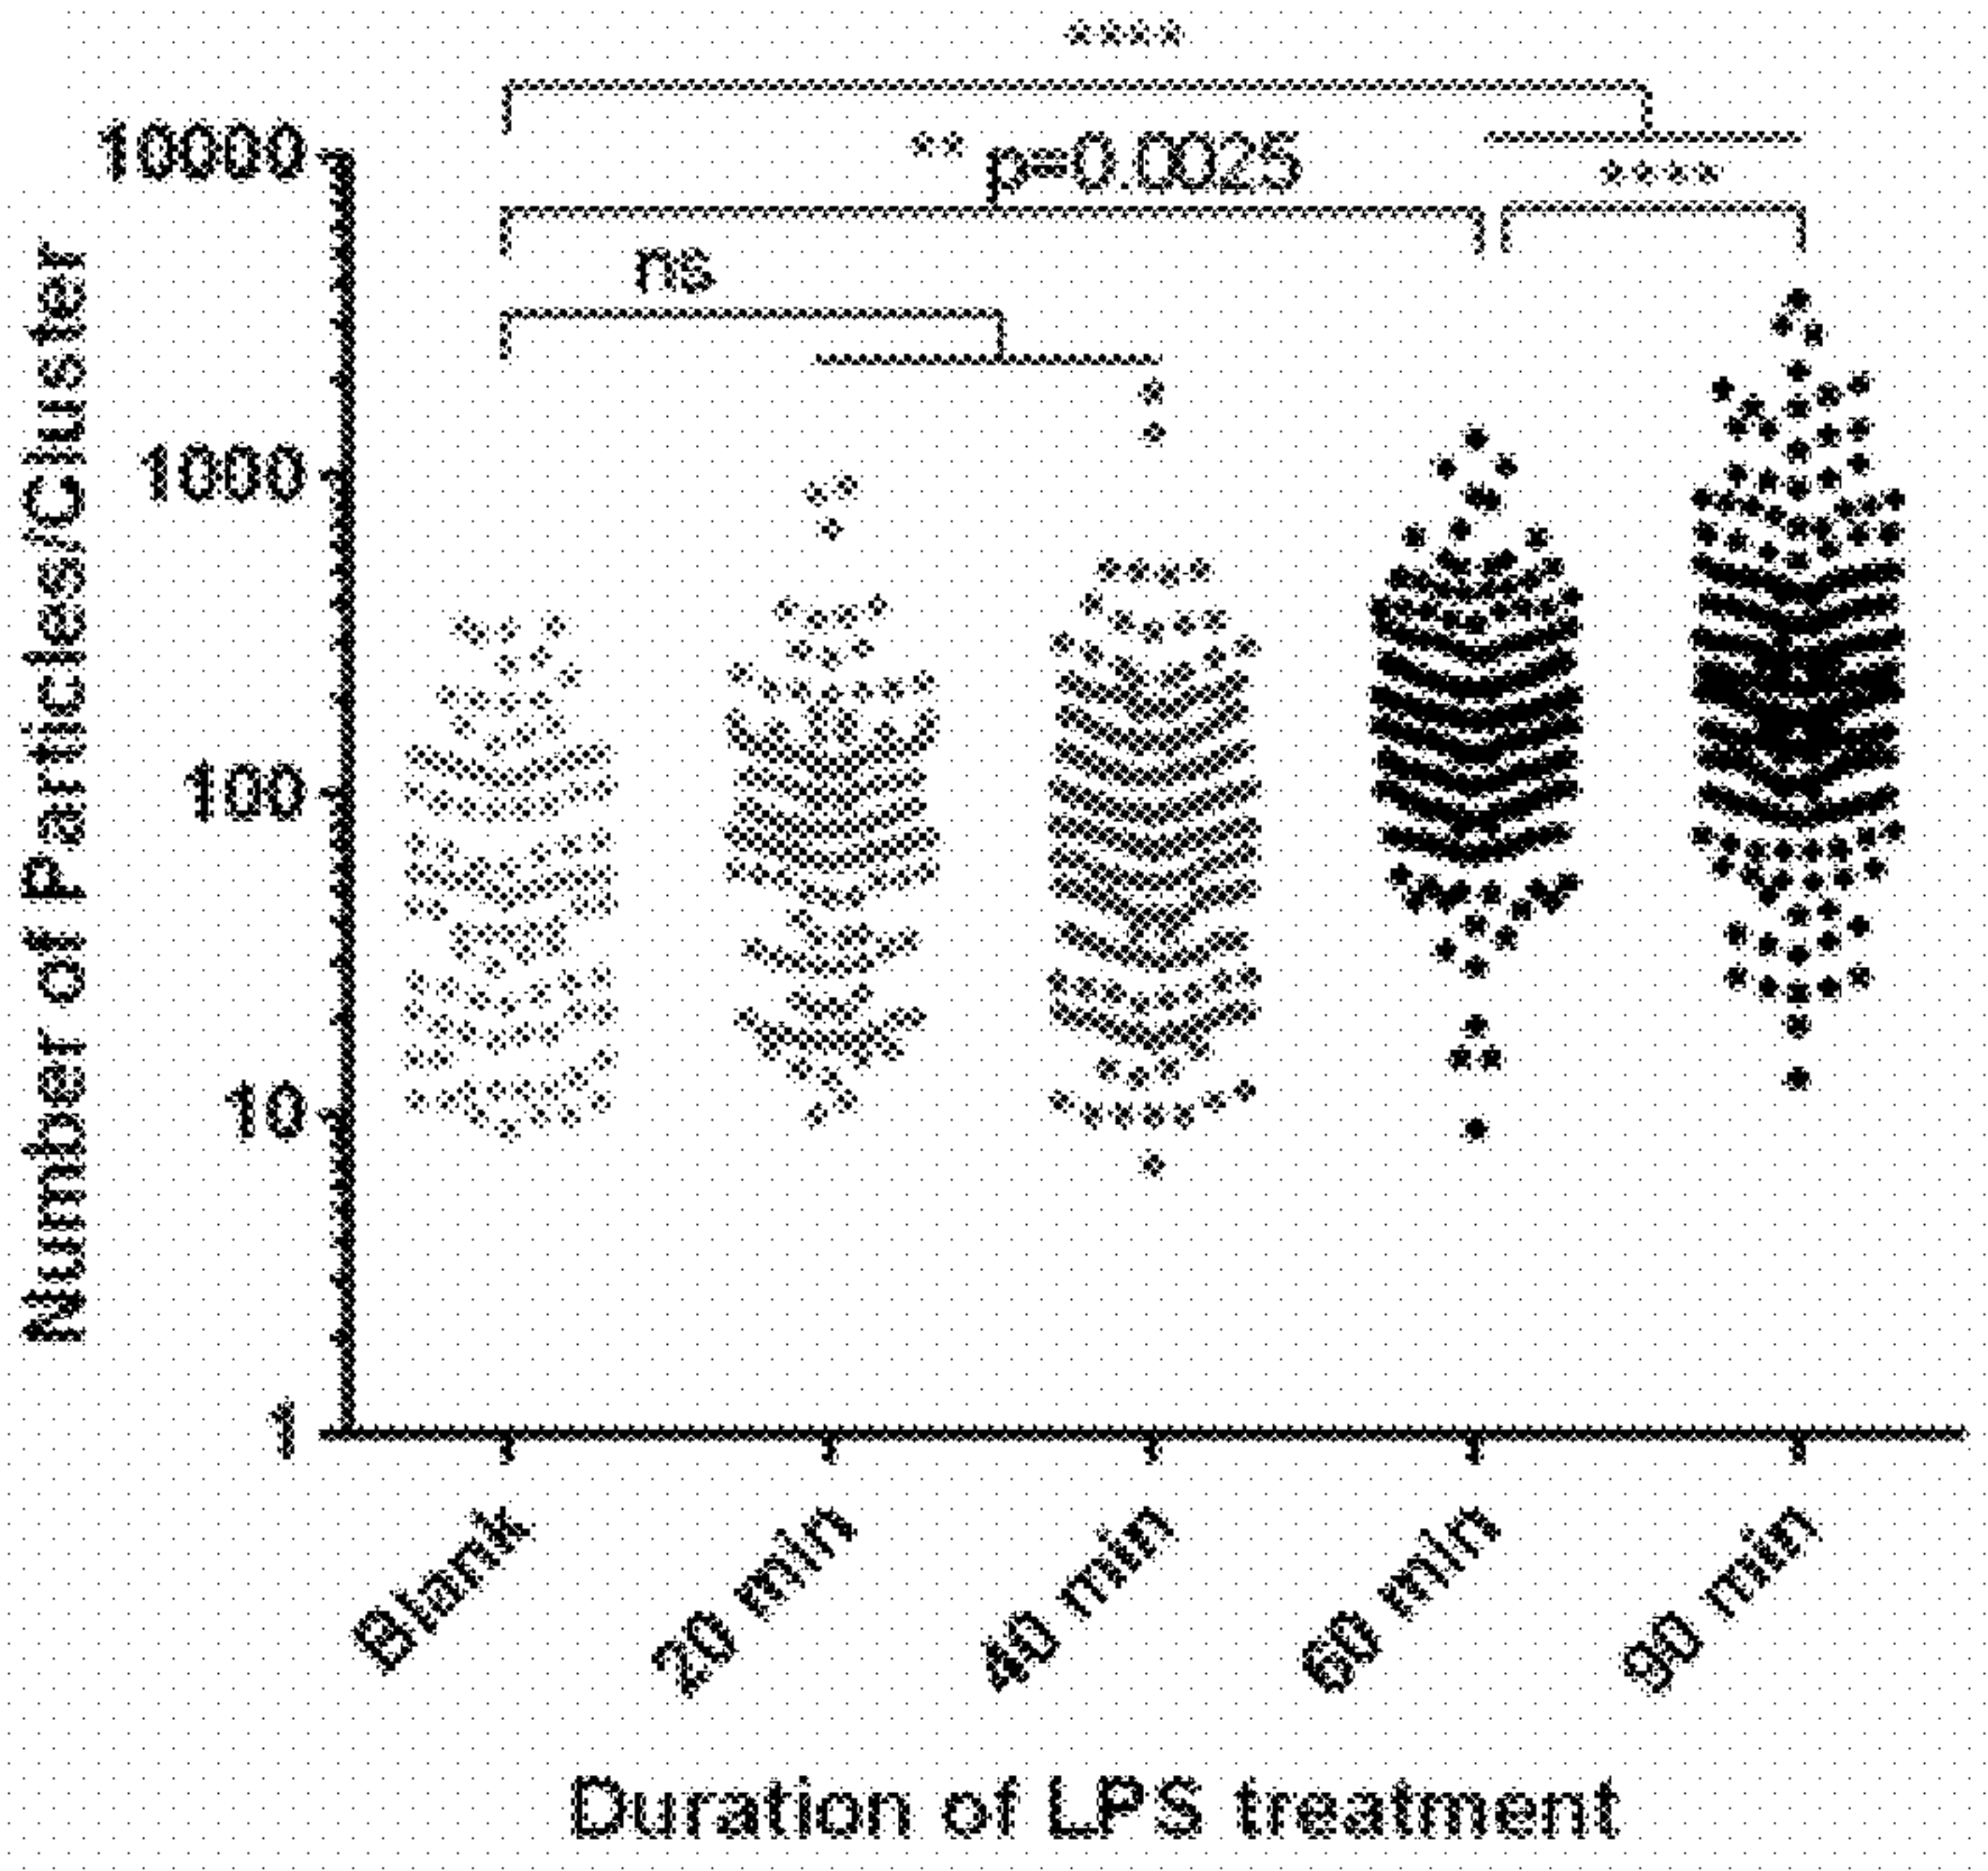 ****
** p=0.0025
****
ns
Number of Particles/Cluster
10000
1000
100
10
1
Blank
20 min
40 min
60 min
90 min
Duration of LPS treatment